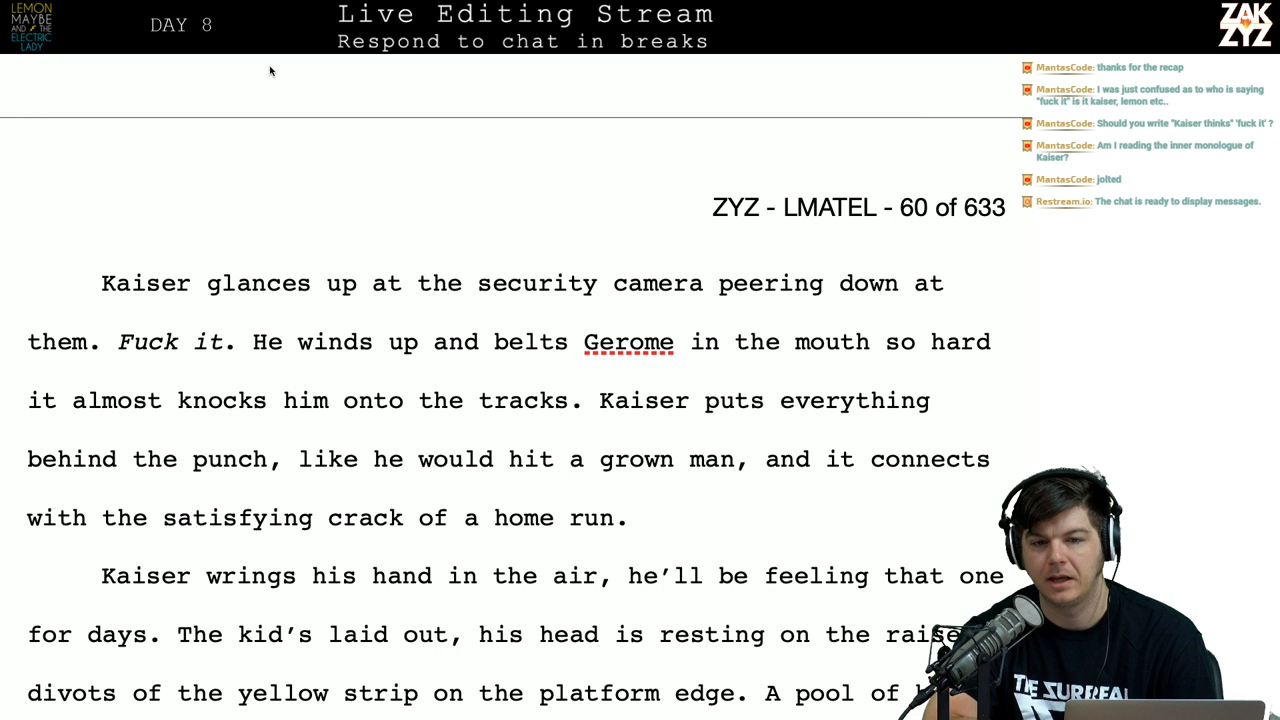 LEMON
MAYBE
AND THE
ELECTRIC
LADY
DAY 8
Live Editing Stream
Respond to chat in breaks
ZAK
ZYZ
MantasCode: thanks for the recap
MantasCode: I was just confused as to who is saying
"fuck it" is it kaiser, lemon etc..
MantasCode: Should you write "Kaiser thinks" 'fuck it' ?
MantasCode: Am I reading the inner monologue of
Kaiser?
MantasCode: jolted
Restream.io: The chat is ready to display messages.
ZYZ - LMATEL - 60 of 633
Kaiser glances up at the security camera peering down at
them. Fuck it. He winds up and belts Gerome in the mouth so hard
it almost knocks him onto the tracks. Kaiser puts everything
behind the punch, like he would hit a grown man, and it connects
with the satisfying crack of a home run.
Kaiser wrings his hand in the air, he’ll be feeling that one
for days. The kid’s laid out, his head is resting on the raise
divots of the yellow strip on the platform edge. A pool of
THE SURREAL